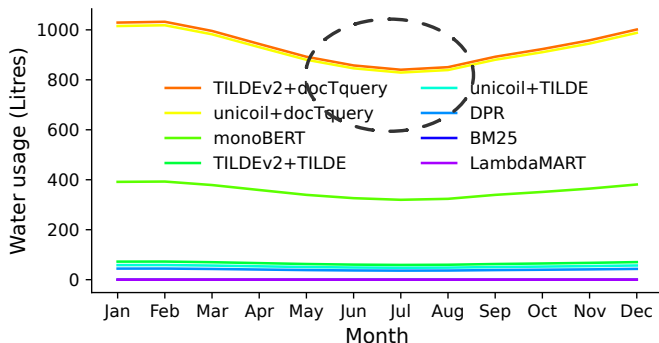 1000
800
600
400
200
0
Water usage (Litres)
TILDEv2+docTquery
unicoil+docTquery
monoBERT
TILDEv2+TILDE
unicoil+TILDE
DPR
BM25
LambdaMART
Jan Feb Mar Apr May Jun Jul Aug Sep Oct Nov Dec
Month